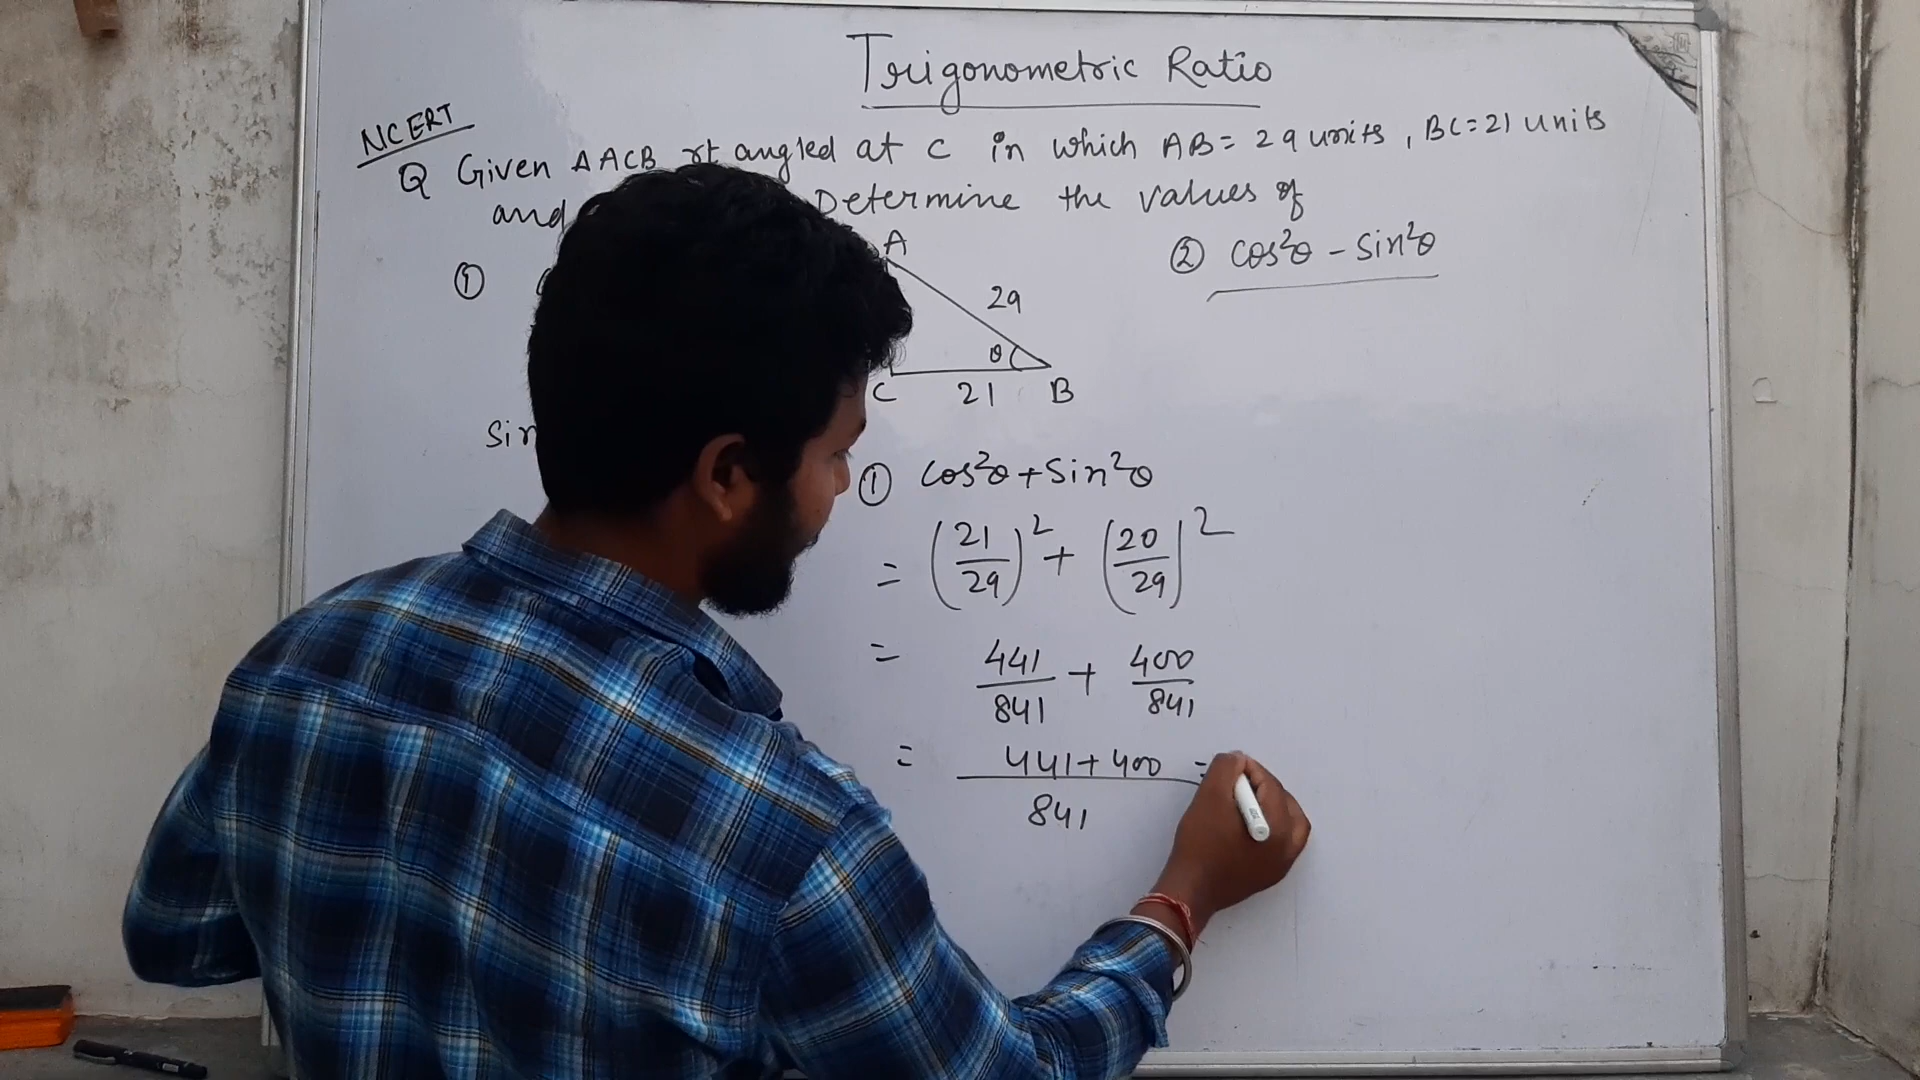 Trigonometric Ratio
NCERT
Q Given △ACB rt angled at C in which AB = 29 units, BC = 21 units
and Determine the values of
①
② cos²θ - sin²θ
A
29
θ
C 21 B
Sin
① cos²θ + sin²θ
= (21/29)² + (20/29)²
= 441/841 + 400/841
= 441+400/841 =